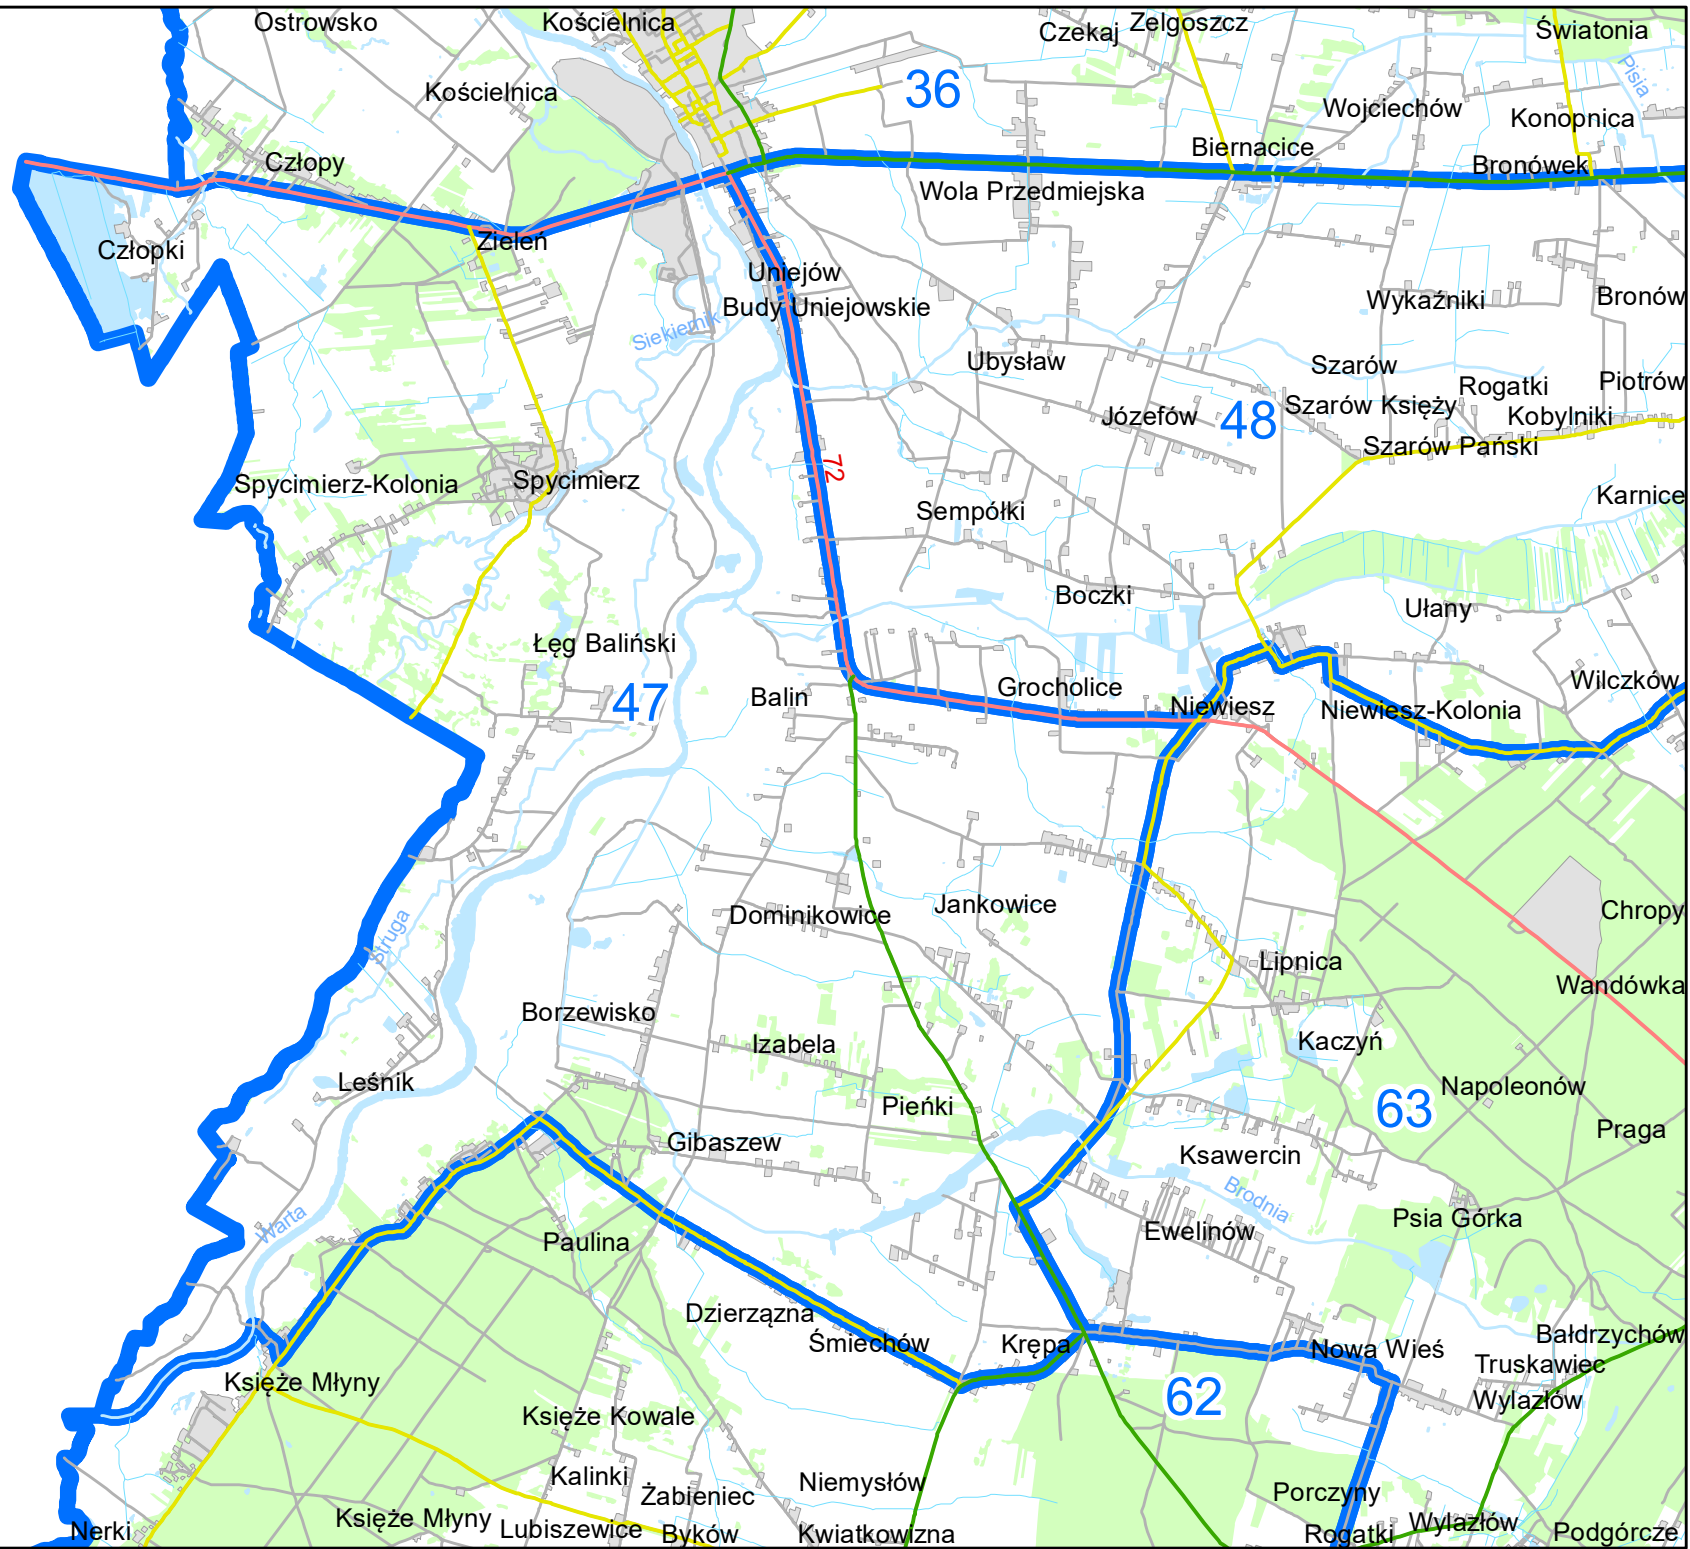 Ostrowsko
Kościelnica
Czekaj
Zelgoszcz
Światonia
Kościelnica
36
Pisia
Wojciechów
Konopnica
Człopy
Biernacice
Bronówek
Wola Przedmiejska
Człopki
Zieleń
Uniejów
Budy Uniejowskie
Wykaźniki
Bronów
Siekiernik
Ubysław
Szarów
Rogatki
Piotrów
Józefów
48
Szarów Księży
Kobylniki
Szarów Pański
72
Spycimierz-Kolonia
Spycimierz
Sempółki
Karnice
Boczki
Ułany
Łęg Baliński
47
Balin
Grocholice
Niewiesz
Niewiesz-Kolonia
Wilczków
Dominikowice
Jankowice
Chropy
Struga
Lipnica
Wandówka
Borzewisko
Izabela
Kaczyń
Leśnik
Pieńki
63
Napoleonów
Gibaszew
Praga
Ksawercin
Brodnia
Warta
Paulina
Ewelinów
Psia Górka
Dzierzązna
Śmiechów
Krępa
Nowa Wieś
Bałdrzychów
Truskawiec
Księże Młyny
62
Wylazłów
Księże Kowale
Kalinki
Żabieniec
Niemysłów
Porczyny
Nerki
Księże Młyny
Lubiszewice
Byków
Kwiatkowizna
Rogatki
Wylazłów
Podgórcze